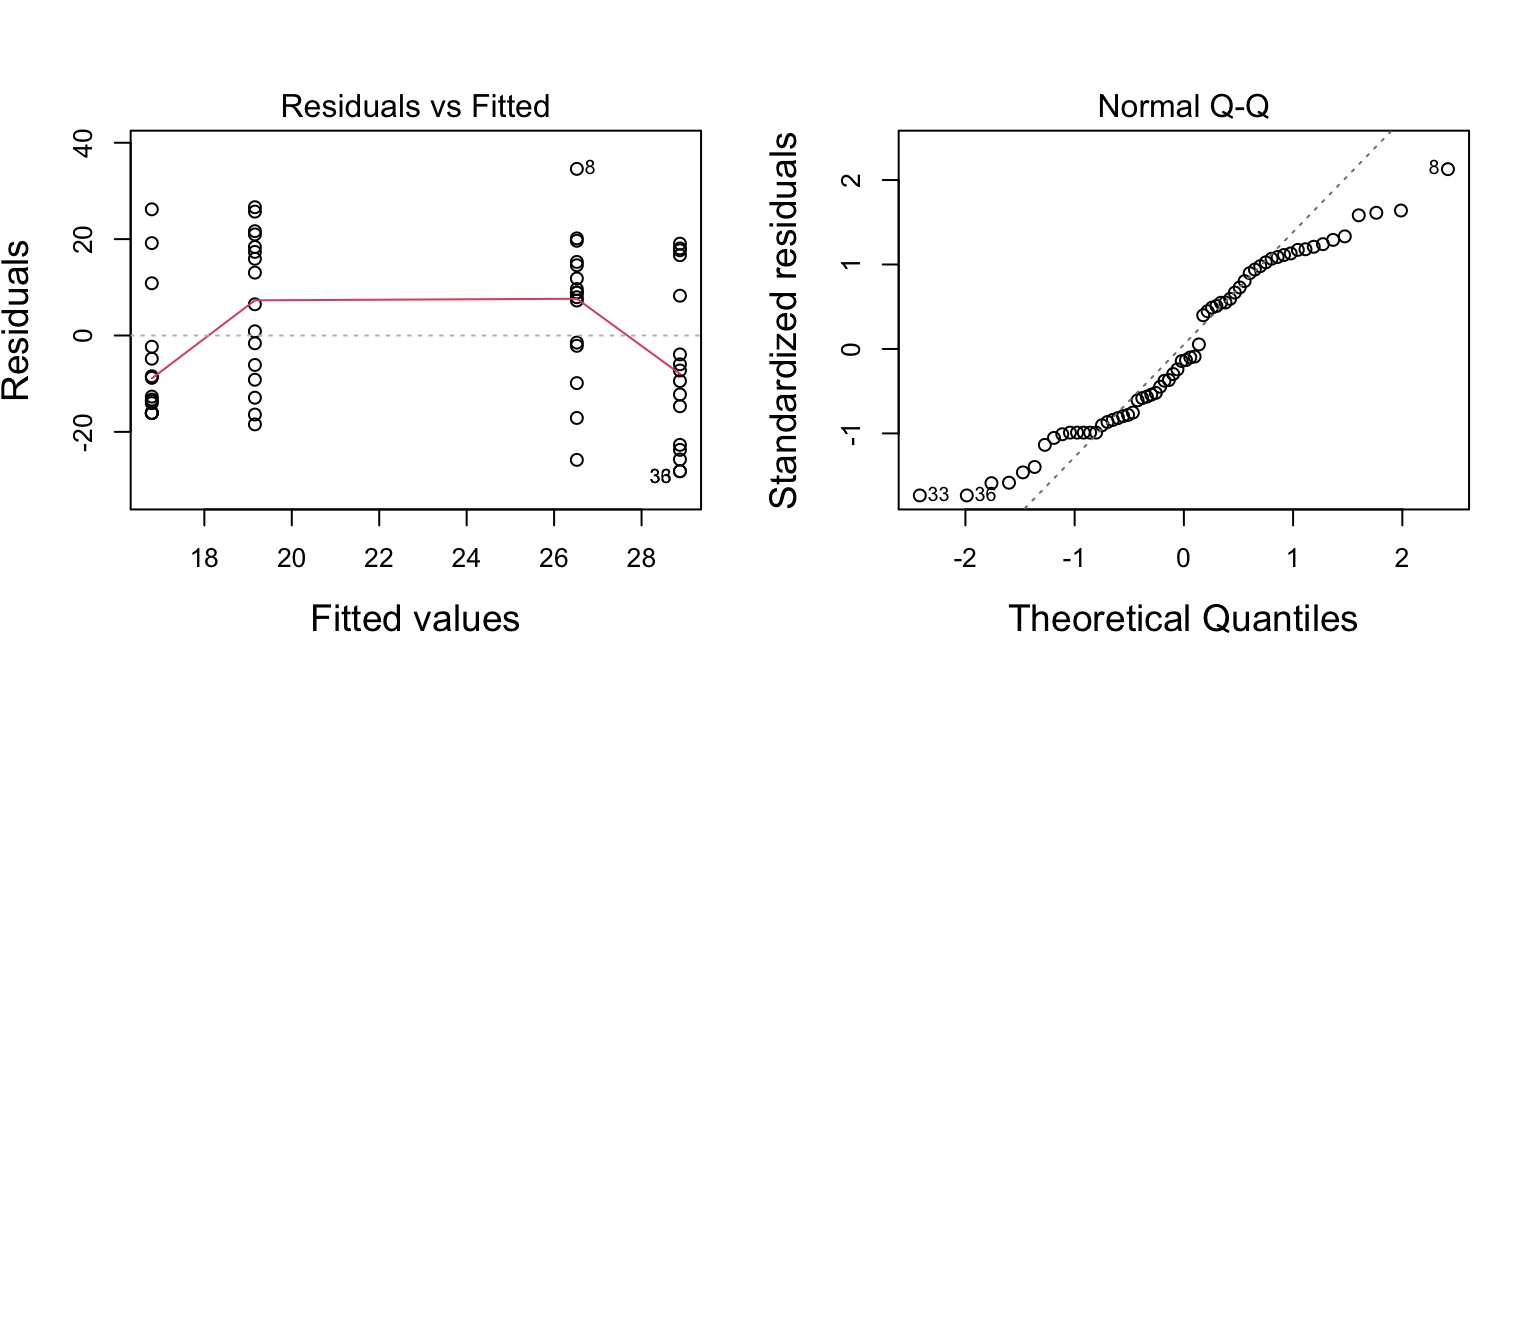 Residuals vs Fitted
Residuals
40
20
0
-20
8
36
18 20 22 24 26 28
Fitted values
Normal Q-Q
Standardized residuals
2
1
0
-1
8
33
36
-2 -1 0 1 2
Theoretical Quantiles